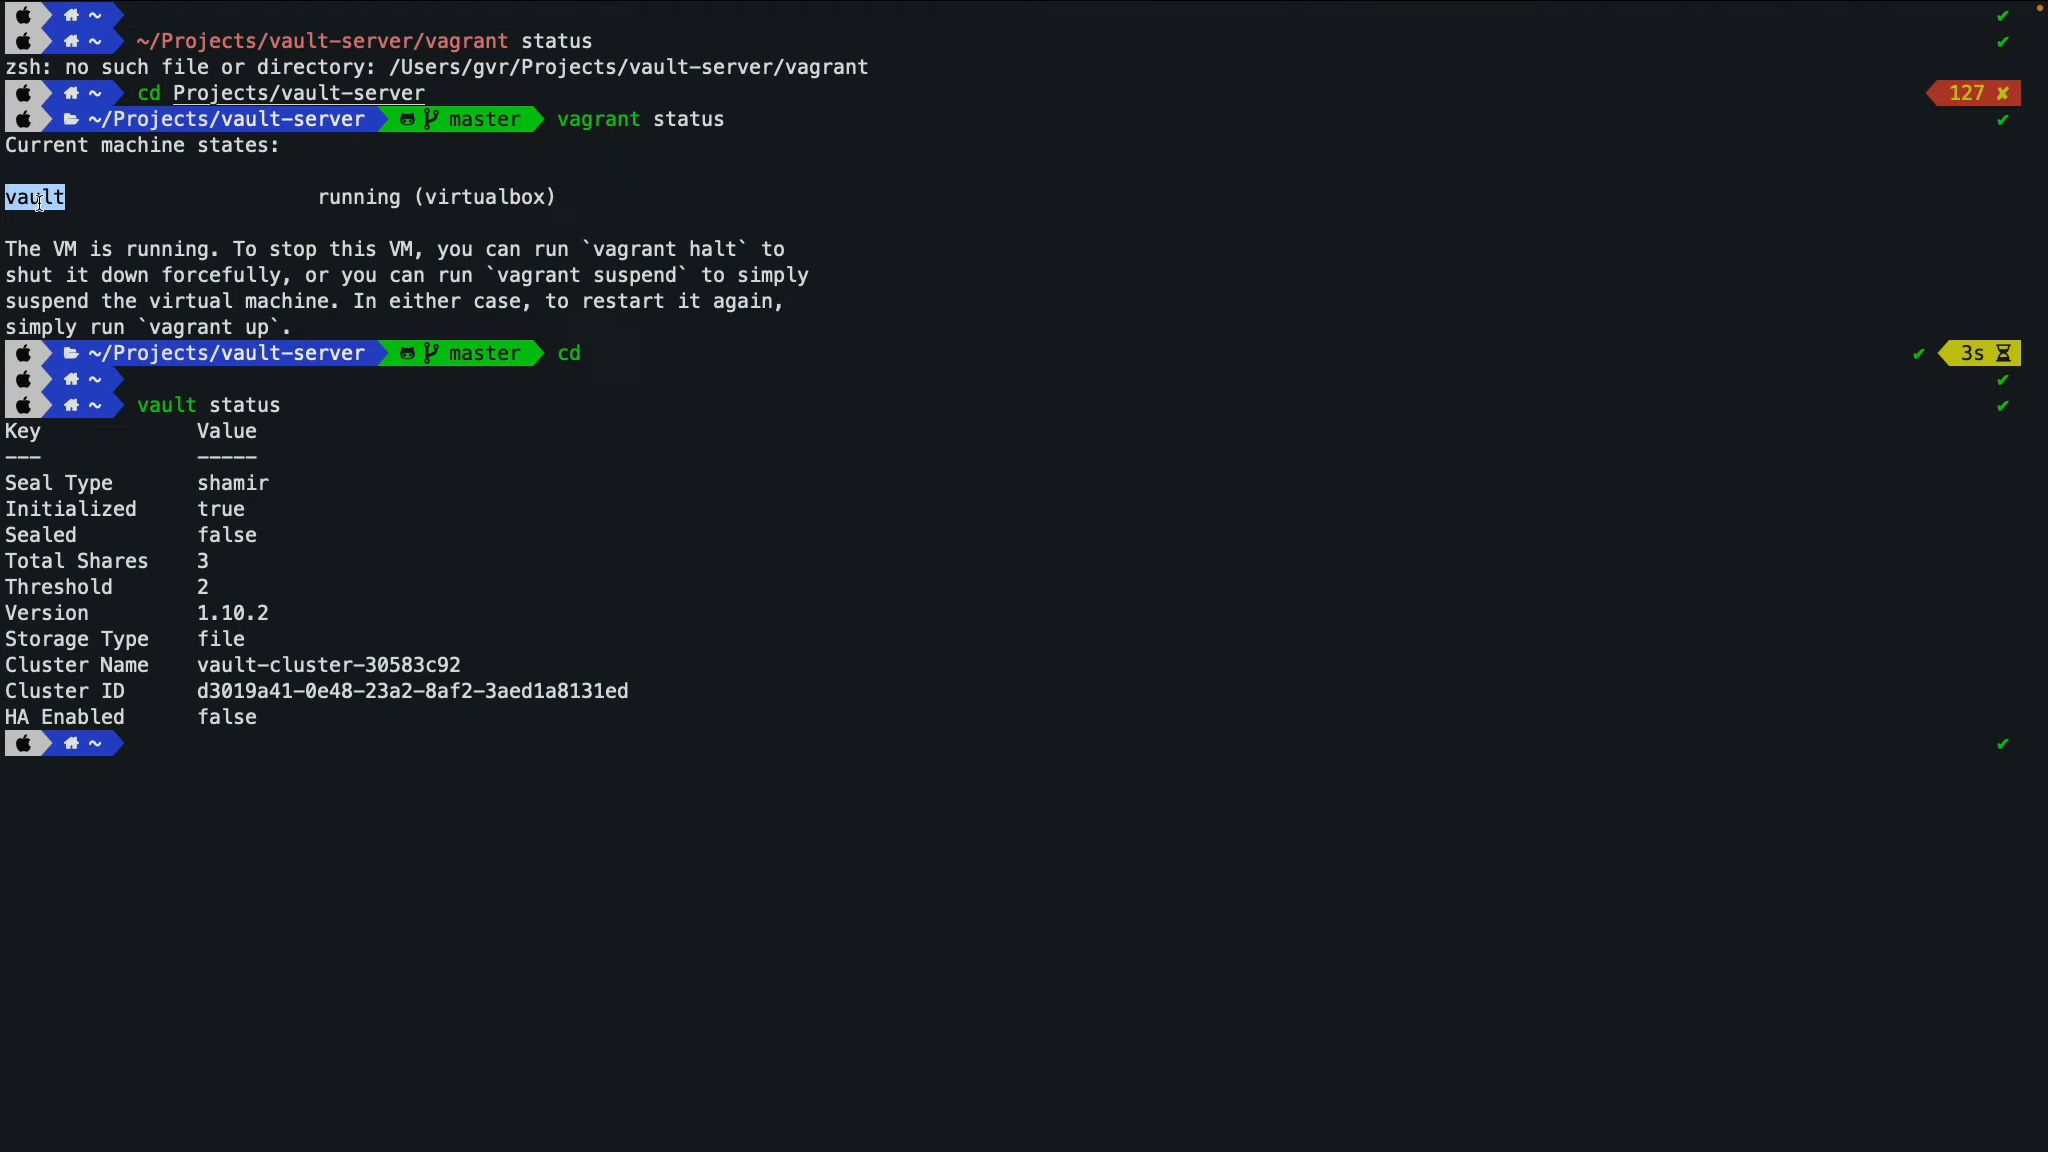 ~
~ ~/Projects/vault-server/vagrant status
zsh: no such file or directory: /Users/gvr/Projects/vault-server/vagrant
~ cd Projects/vault-server 127 ✘
~/Projects/vault-server master vagrant status
Current machine states:
vault running (virtualbox)
The VM is running. To stop this VM, you can run `vagrant halt` to
shut it down forcefully, or you can run `vagrant suspend` to simply
suspend the virtual machine. In either case, to restart it again,
simply run `vagrant up`.
~/Projects/vault-server master cd 3s
~
~ vault status
Key Value
--- -----
Seal Type shamir
Initialized true
Sealed false
Total Shares 3
Threshold 2
Version 1.10.2
Storage Type file
Cluster Name vault-cluster-30583c92
Cluster ID d3019a41-0e48-23a2-8af2-3aed1a8131ed
HA Enabled false
~